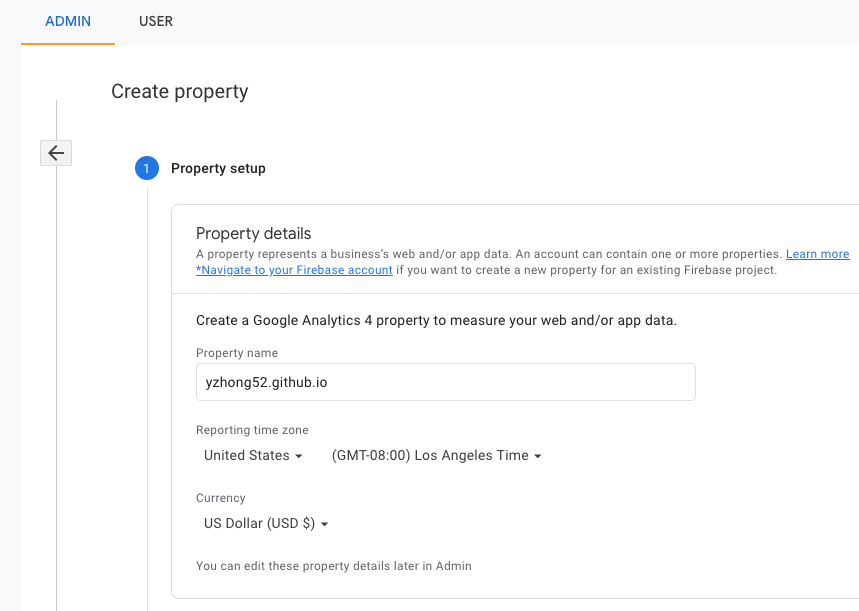 ADMIN USER
Create property
1 Property setup
Property details
A property represents a business's web and/or app data. An account can contain one or more properties. Learn more
*Navigate to your Firebase account if you want to create a new property for an existing Firebase project.
Create a Google Analytics 4 property to measure your web and/or app data.
Property name
yzhong52.github.io
Reporting time zone
United States (GMT-08:00) Los Angeles Time
Currency
US Dollar (USD $)
You can edit these property details later in Admin